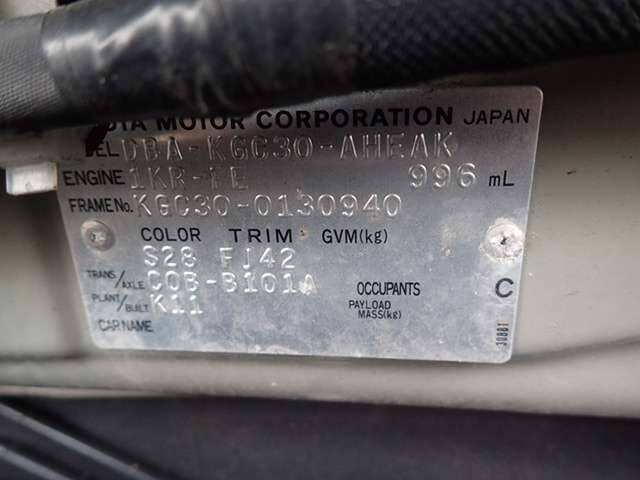 OTA MOTOR CORPORATION JAPAN
DEL DBA-KGC30-AHEAK
ENGINE 1KR-FE 996 mL
FRAME No. KGC30-0130940
COLOR TRIM GVM(kg)
S28 FJ42
TRANS/AXLE C0B-B101A OCCUPANTS C
PLANT/BUILT K11 PAYLOAD MASS(kg)
CAR NAME
30881